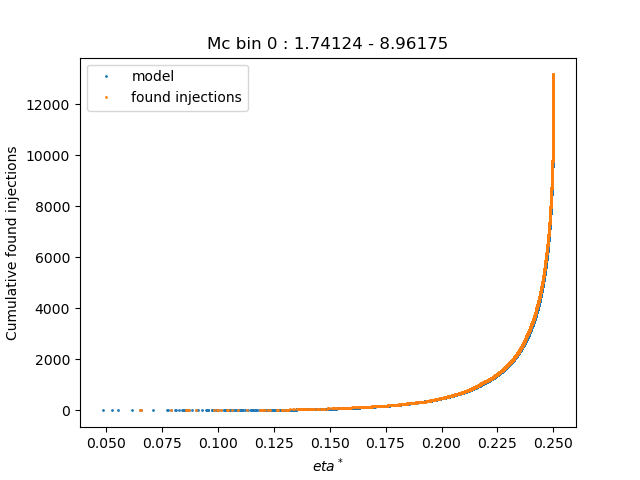 Mc bin 0 : 1.74124 - 8.96175
model
found injections
Cumulative found injections
12000
10000
8000
6000
4000
2000
0
0.050 0.075 0.100 0.125 0.150 0.175 0.200 0.225 0.250
eta*